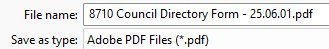 File name: 8710 Council Directory Form - 25.06.01.pdf
Save as type: Adobe PDF Files (*.pdf)